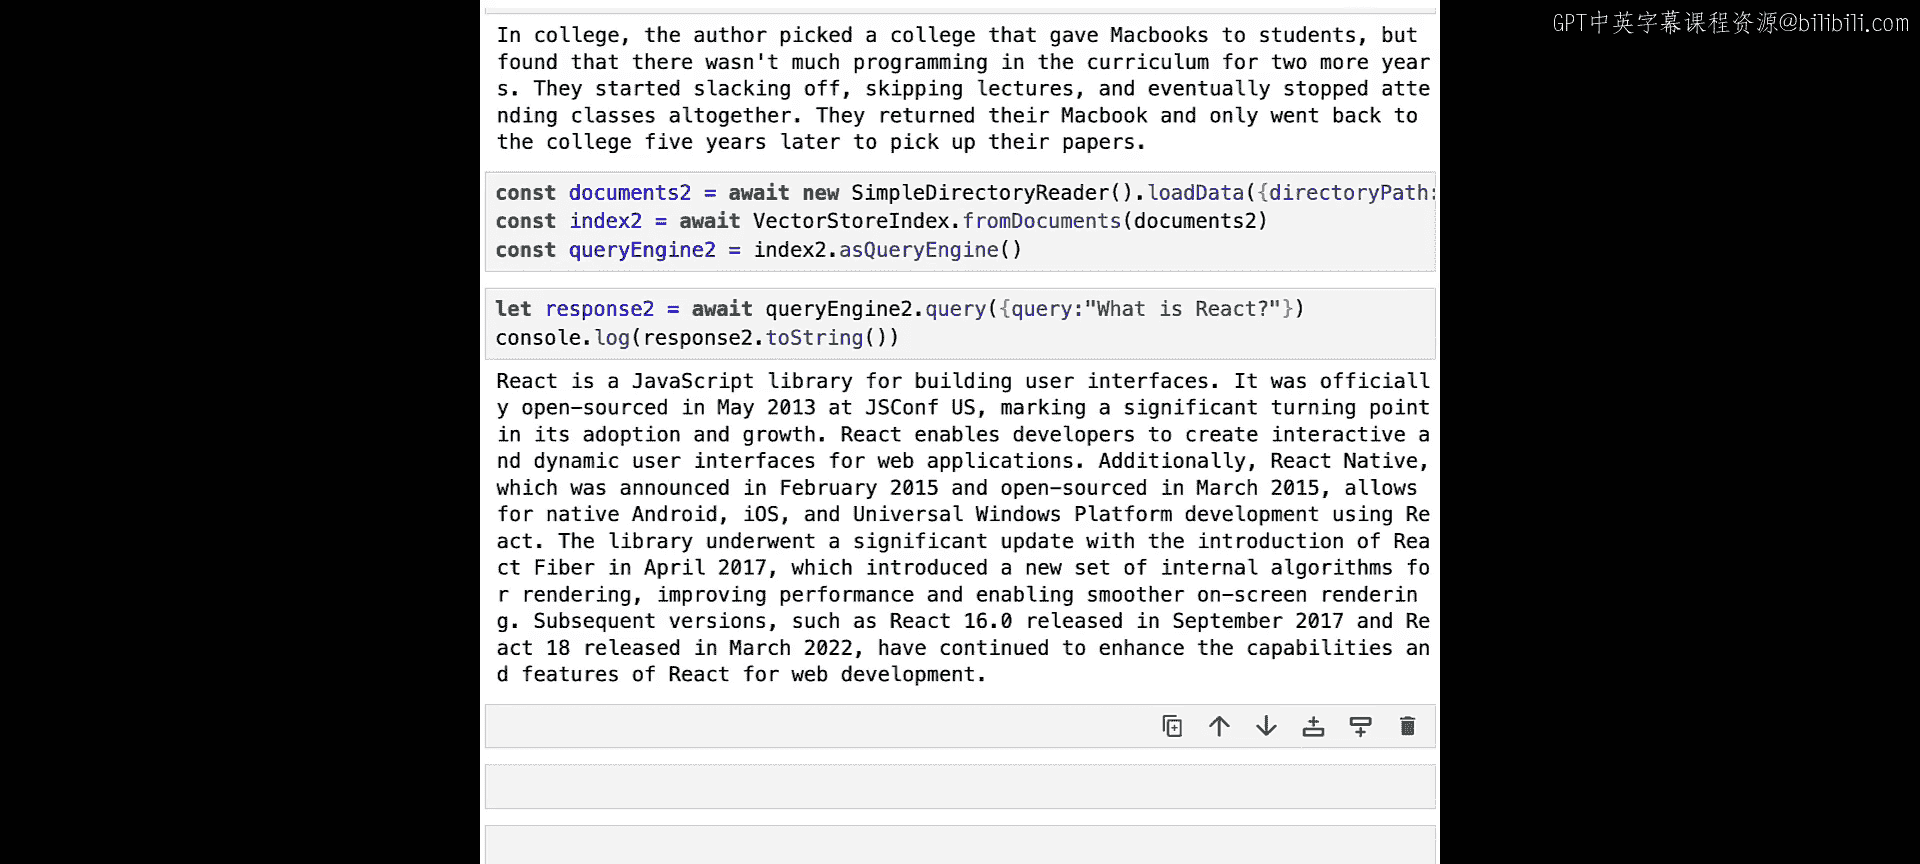 GPT中英字幕课程资源@bilibili.com
In college, the author picked a college that gave Macbooks to students, but
found that there wasn't much programming in the curriculum for two more year
s. They started slacking off, skipping lectures, and eventually stopped atte
nding classes altogether. They returned their Macbook and only went back to
the college five years later to pick up their papers.
const documents2 = await new SimpleDirectoryReader().loadData({directoryPath:
const index2 = await VectorStoreIndex.fromDocuments(documents2)
const queryEngine2 = index2.asQueryEngine()
let response2 = await queryEngine2.query({query:"What is React?"})
console.log(response2.toString())
React is a JavaScript library for building user interfaces. It was officiall
y open-sourced in May 2013 at JSConf US, marking a significant turning point
in its adoption and growth. React enables developers to create interactive a
nd dynamic user interfaces for web applications. Additionally, React Native,
which was announced in February 2015 and open-sourced in March 2015, allows
for native Android, iOS, and Universal Windows Platform development using Re
act. The library underwent a significant update with the introduction of Rea
ct Fiber in April 2017, which introduced a new set of internal algorithms fo
r rendering, improving performance and enabling smoother on-screen renderin
g. Subsequent versions, such as React 16.0 released in September 2017 and Re
act 18 released in March 2022, have continued to enhance the capabilities an
d features of React for web development.